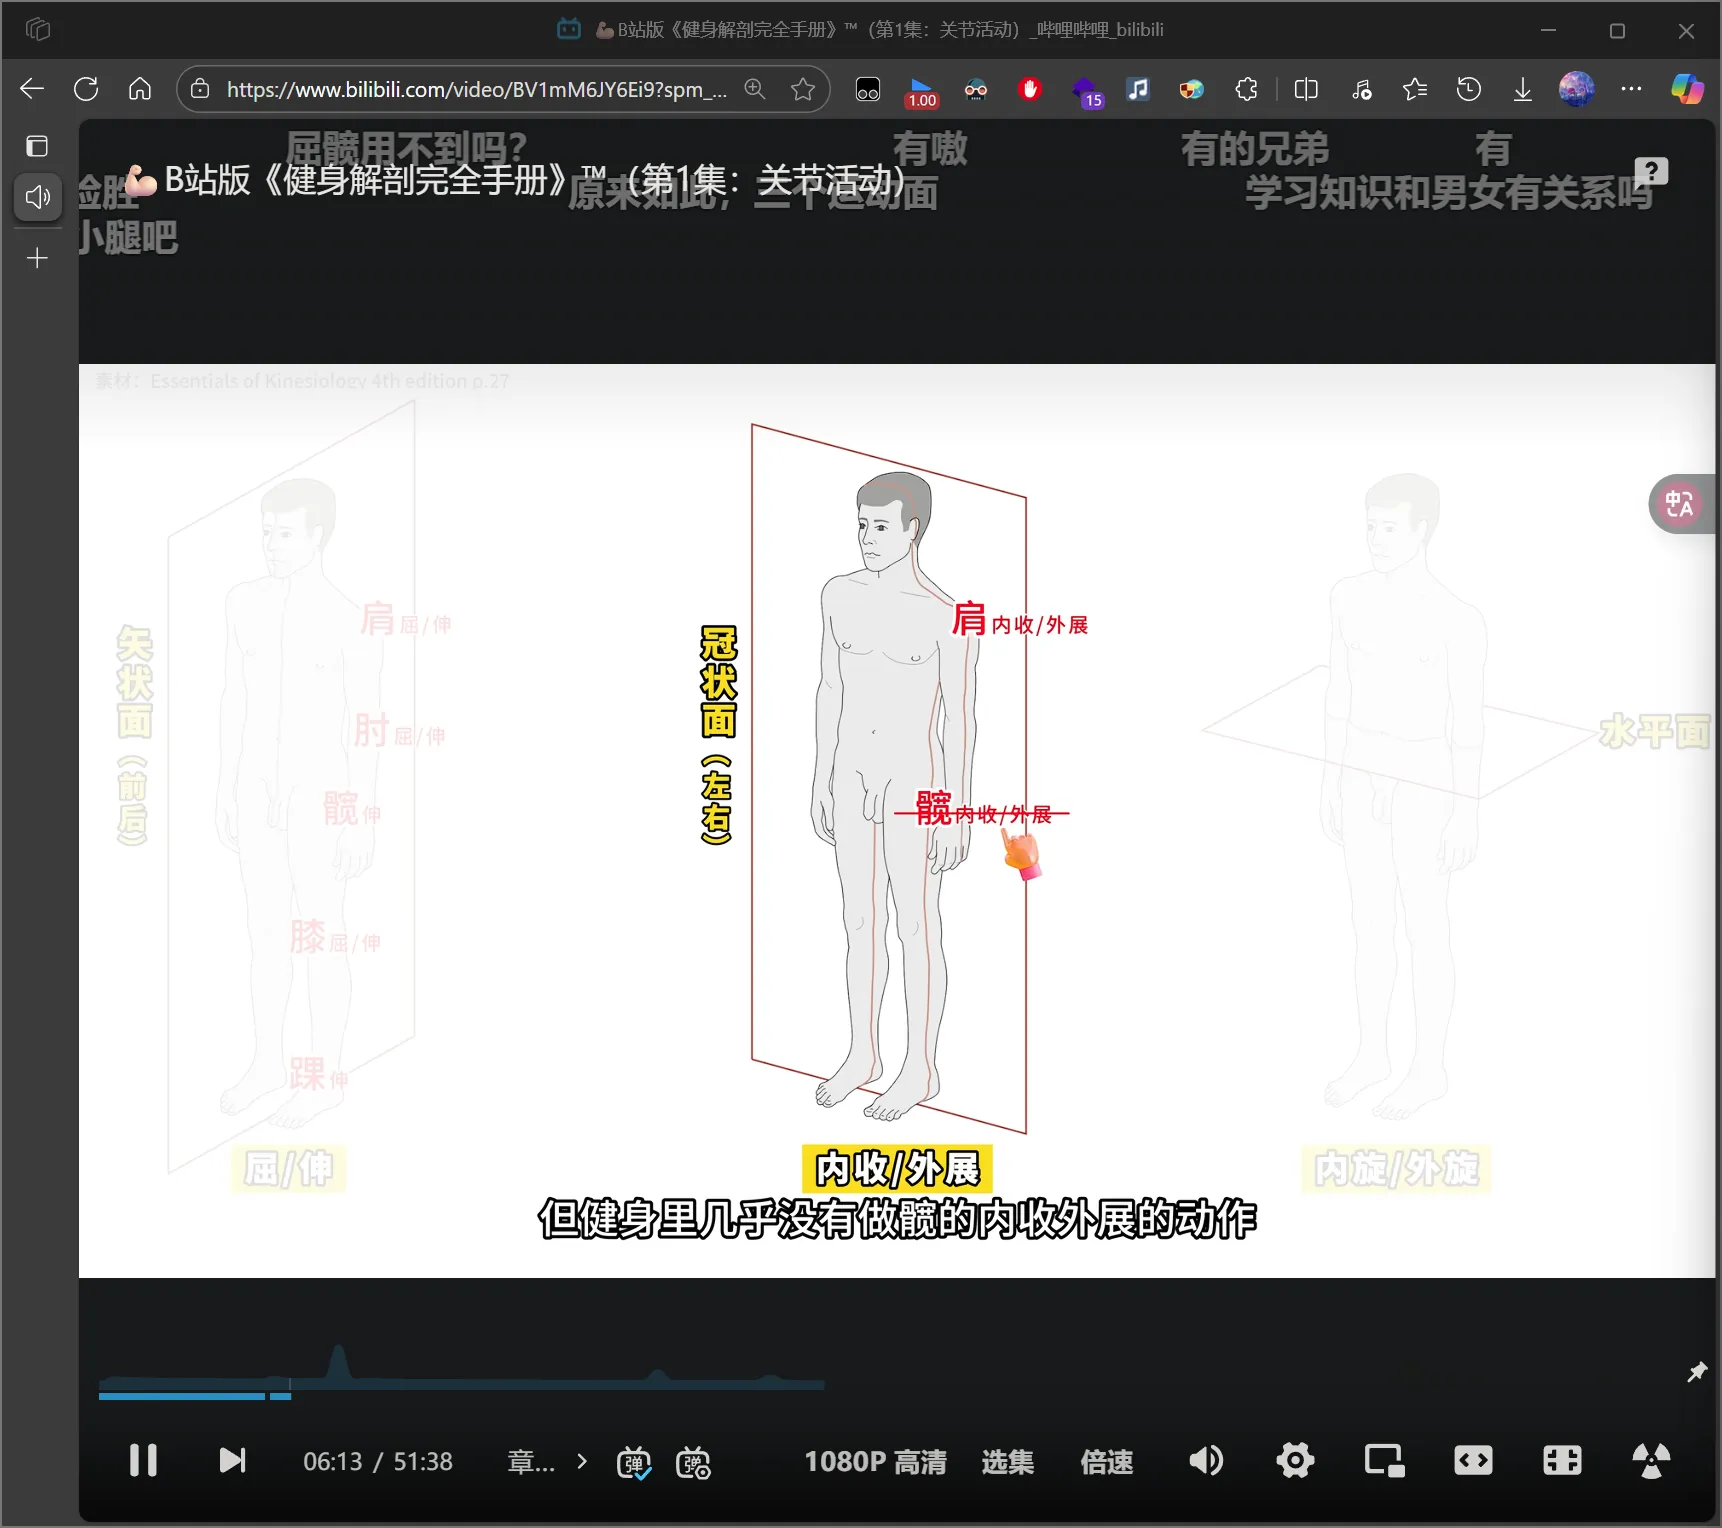 💪🏻B站版《健身解剖完全手册》™（第1集：关节活动）_哔哩哔哩_bilibili
https://www.bilibili.com/video/BV1mM6JY6Ei9?spm_...
1.00
15
屈髋用不到吗？
有嗷
有的兄弟
有
💪🏻B站版《健身解剖完全手册》™（第1集：关节活动）
?
原来如此，三个运动面
学习知识和男女有关系吗
小腿吧
素材：Essentials of Kinesiology 4th edition p.27
矢状面（前后）
肩 屈/伸
肘 屈/伸
髋 伸
膝 屈/伸
踝 伸
屈/伸
冠状面（左右）
肩 内收/外展
髋 内收/外展
内收/外展
水平面
内旋/外旋
中A
但健身里几乎没有做髋的内收外展的动作
06:13 / 51:38
章...
弹
弹
1080P 高清
选集
倍速